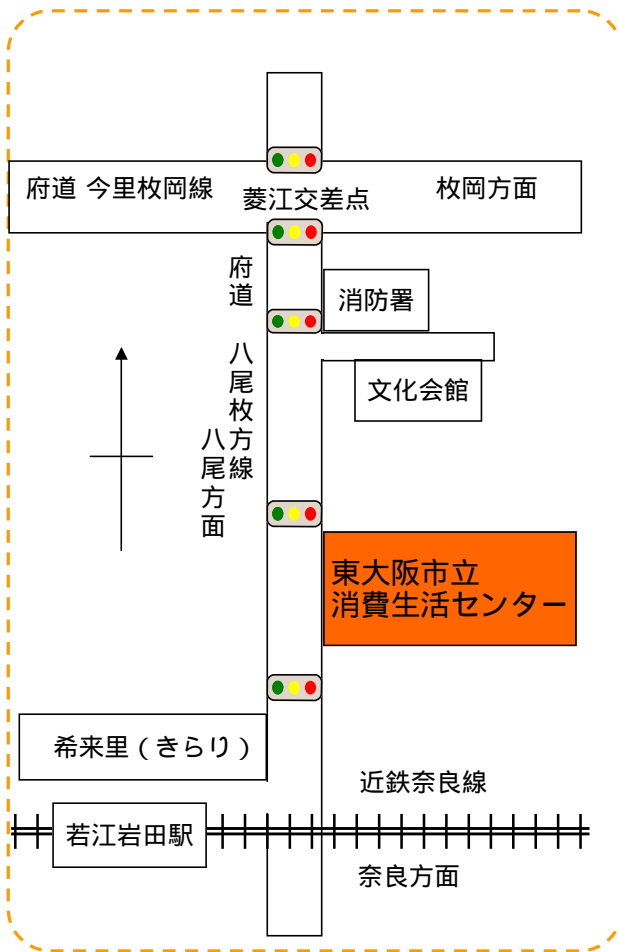 府道 今里枚岡線
菱江交差点
枚岡方面
府道 八尾枚方線
八尾方面
消防署
文化会館
東大阪市立
消費生活センター
希来里（きらり）
近鉄奈良線
若江岩田駅
奈良方面